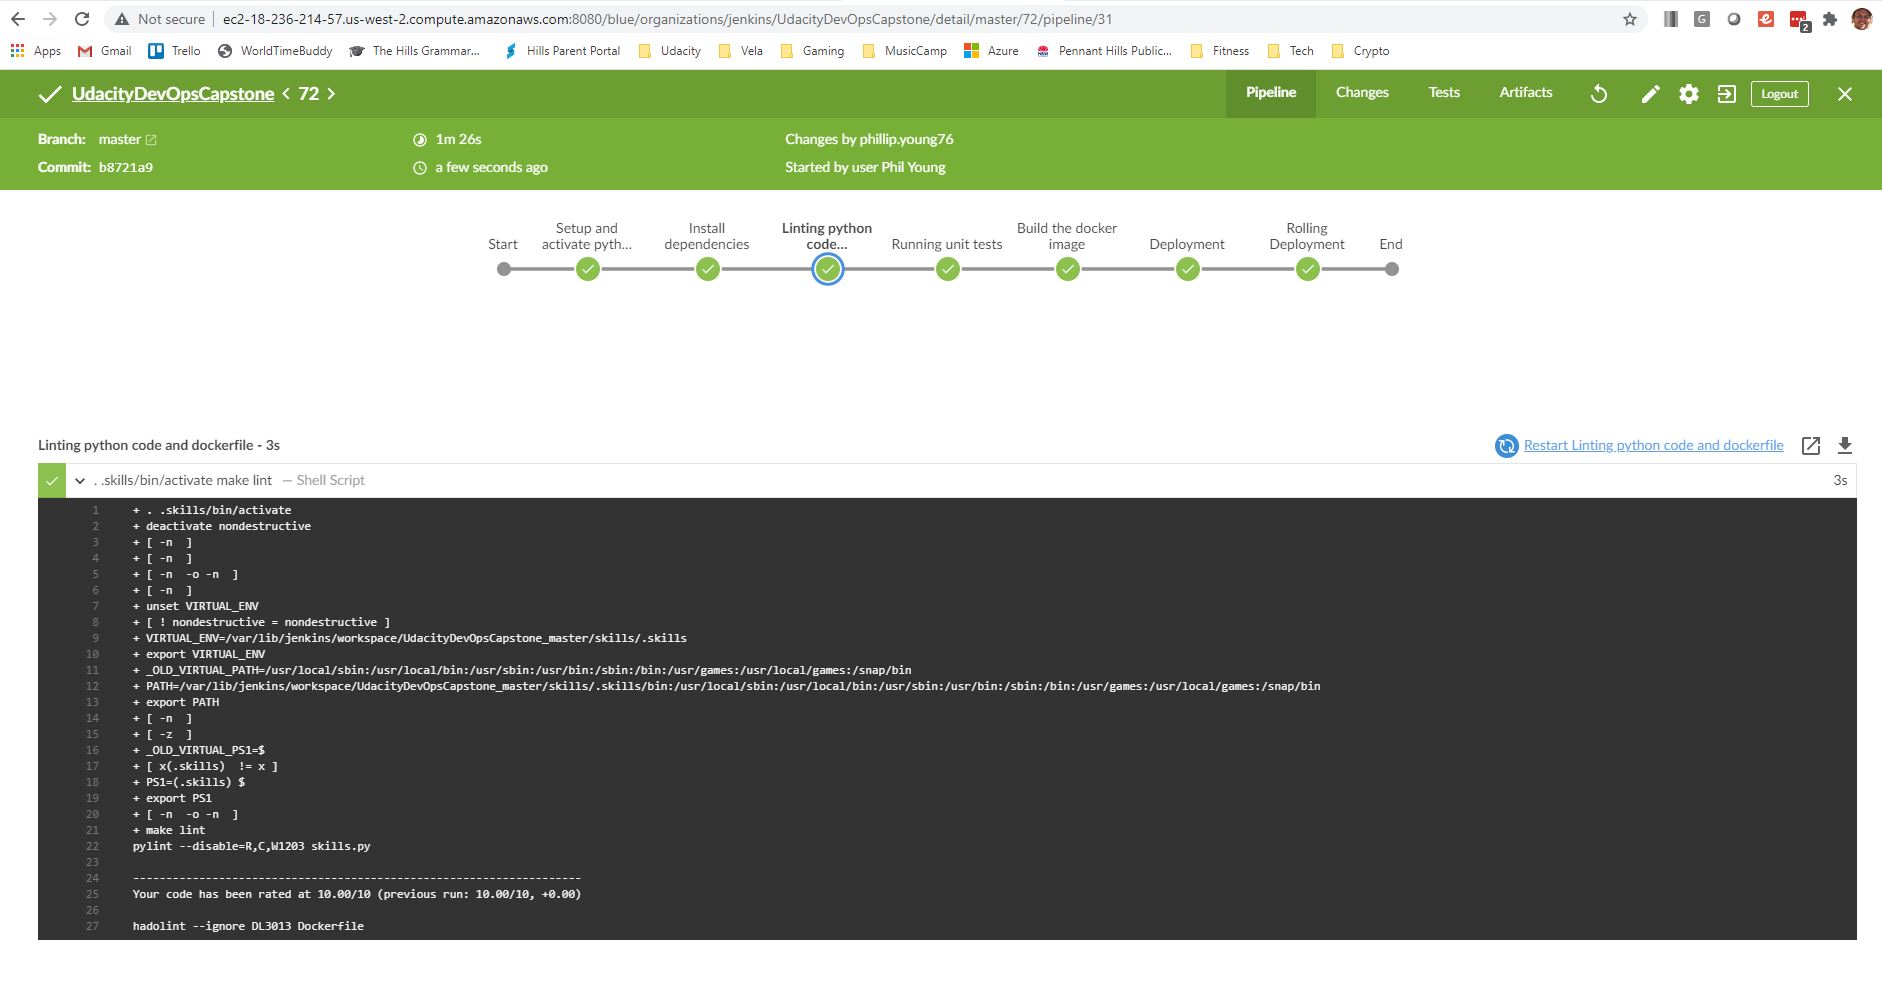 Not secure | ec2-18-236-214-57.us-west-2.compute.amazonaws.com:8080/blue/organizations/jenkins/UdacityDevOpsCapstone/detail/master/72/pipeline/31
G
2
Apps Gmail Trello WorldTimeBuddy The Hills Grammar... Hills Parent Portal Udacity Vela Gaming MusicCamp Azure Pennant Hills Public... Fitness Tech Crypto
UdacityDevOpsCapstone < 72 > Pipeline Changes Tests Artifacts Logout
Branch: master 1m 26s Changes by phillip.young76
Commit: b8721a9 a few seconds ago Started by user Phil Young
Start
Setup and
activate pyth...
Install
dependencies
Linting python
code...
Running unit tests
Build the docker
image
Deployment
Rolling
Deployment
End
Linting python code and dockerfile - 3s Restart Linting python code and dockerfile
. .skills/bin/activate make lint — Shell Script 3s
1 + . .skills/bin/activate
2 + deactivate nondestructive
3 + [ -n  ]
4 + [ -n  ]
5 + [ -n  -o -n  ]
6 + [ -n  ]
7 + unset VIRTUAL_ENV
8 + [ ! nondestructive = nondestructive ]
9 + VIRTUAL_ENV=/var/lib/jenkins/workspace/UdacityDevOpsCapstone_master/skills/.skills
10 + export VIRTUAL_ENV
11 + _OLD_VIRTUAL_PATH=/usr/local/sbin:/usr/local/bin:/usr/sbin:/usr/bin:/sbin:/bin:/usr/games:/usr/local/games:/snap/bin
12 + PATH=/var/lib/jenkins/workspace/UdacityDevOpsCapstone_master/skills/.skills/bin:/usr/local/sbin:/usr/local/bin:/usr/sbin:/usr/bin:/sbin:/bin:/usr/games:/usr/local/games:/snap/bin
13 + export PATH
14 + [ -n  ]
15 + [ -z  ]
16 + _OLD_VIRTUAL_PS1=$
17 + [ x(.skills)  != x ]
18 + PS1=(.skills) $
19 + export PS1
20 + [ -n  -o -n  ]
21 + make lint
22 pylint --disable=R,C,W1203 skills.py
23
24 --------------------------------------------------------------------
25 Your code has been rated at 10.00/10 (previous run: 10.00/10, +0.00)
26
27 hadolint --ignore DL3013 Dockerfile